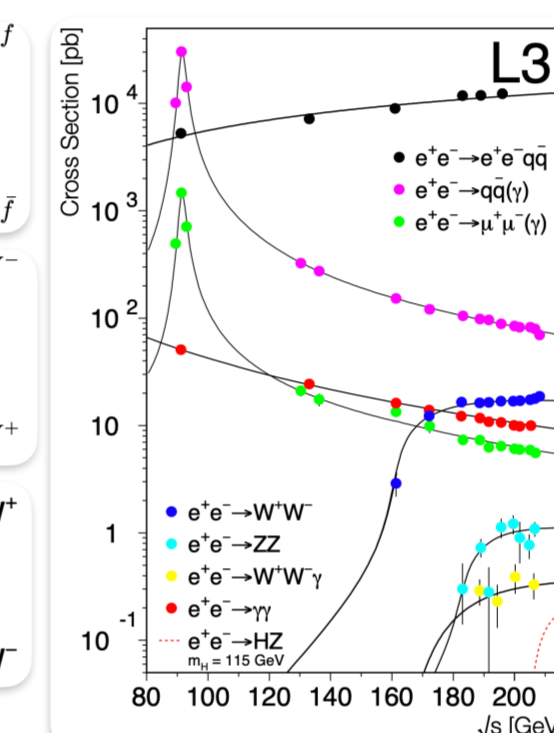 f
f̄
γ−
γ+
W+
W−
Cross Section [pb]
L3
10⁴
10³
10²
10
1
10⁻¹
e⁺e⁻→e⁺e⁻qq̄
e⁺e⁻→qq̄(γ)
e⁺e⁻→μ⁺μ⁻(γ)
e⁺e⁻→W⁺W⁻
e⁺e⁻→ZZ
e⁺e⁻→W⁺W⁻γ
e⁺e⁻→γγ
e⁺e⁻→HZ
m_H = 115 GeV
80 100 120 140 160 180 200
√s [GeV